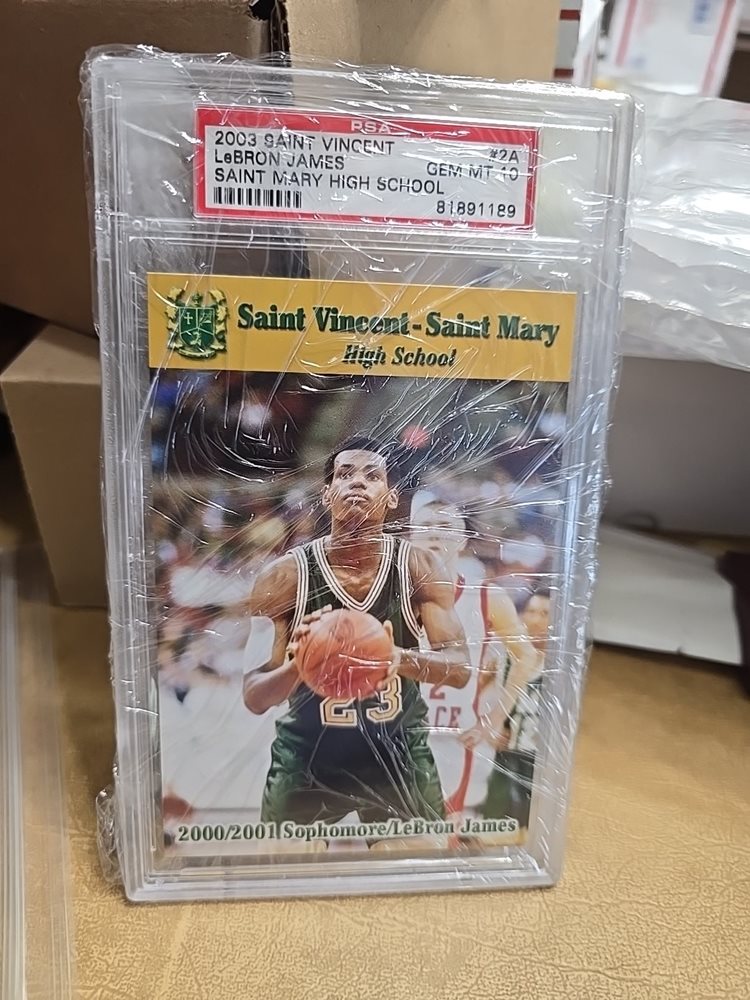 PSA
2003 SAINT VINCENT #2A
LeBRON JAMES GEM MT 10
SAINT MARY HIGH SCHOOL
81891189
Saint Vincent-Saint Mary
High School
23
2000/2001 Sophomore/LeBron James